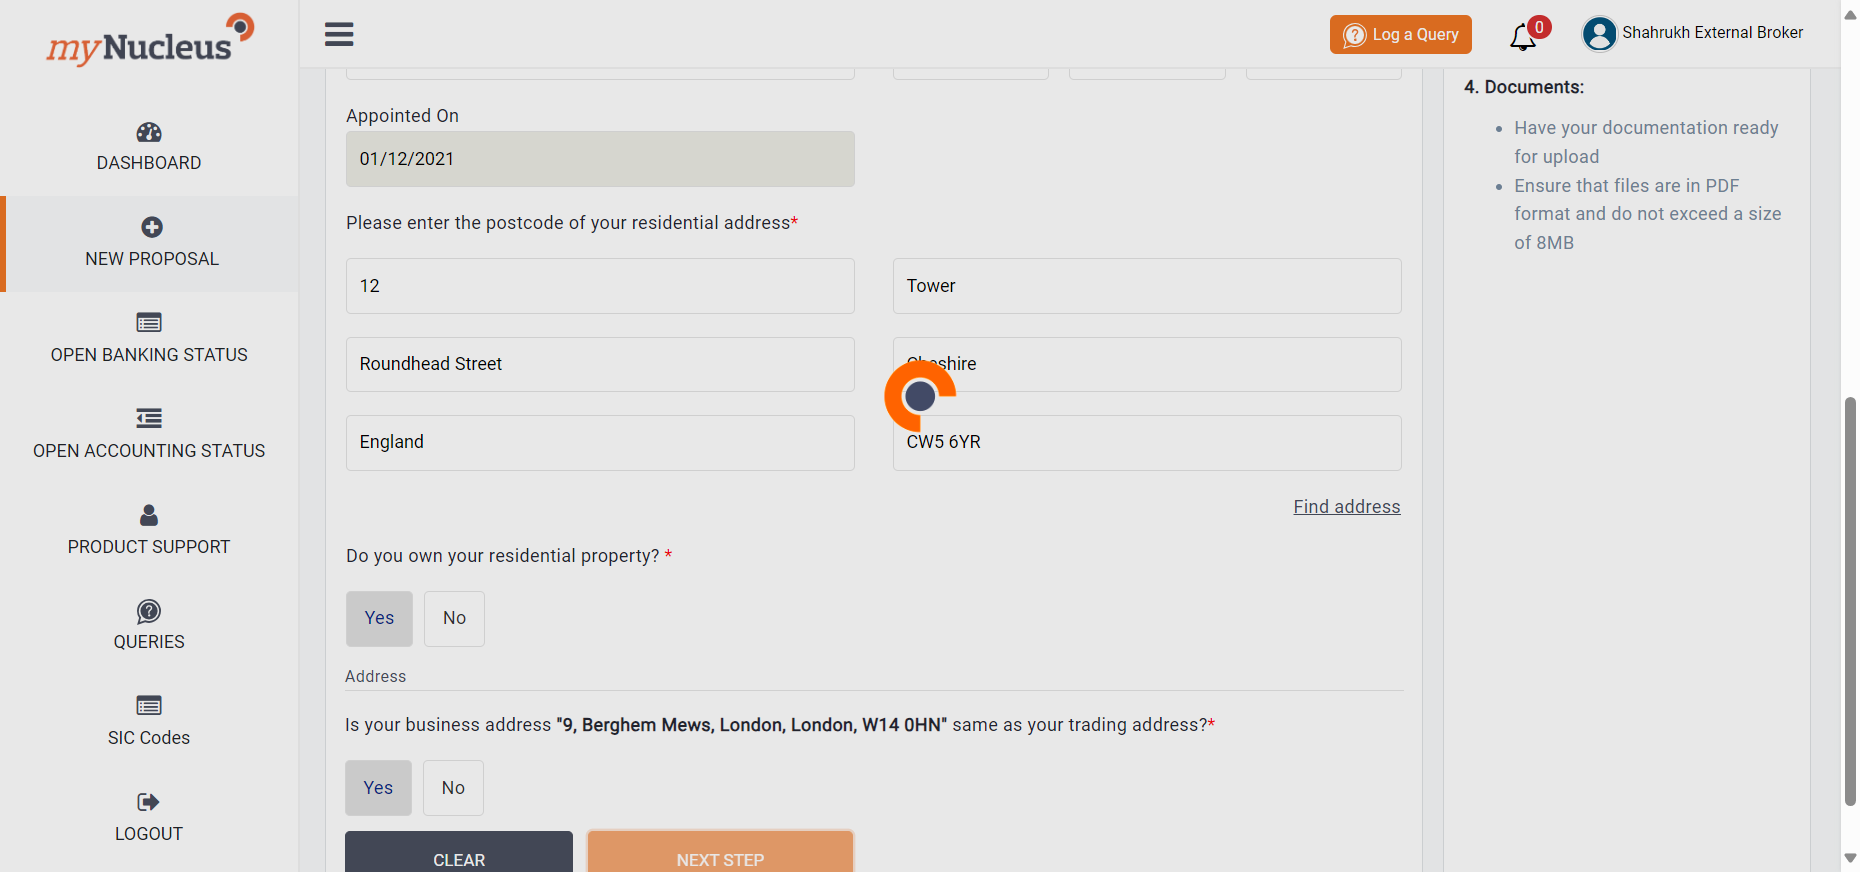 myNucleus
DASHBOARD
NEW PROPOSAL
OPEN BANKING STATUS
OPEN ACCOUNTING STATUS
PRODUCT SUPPORT
QUERIES
SIC Codes
LOGOUT
? Log a Query
0
Shahrukh External Broker
Appointed On
01/12/2021
Please enter the postcode of your residential address*
12
Tower
Roundhead Street
Cheshire
England
CW5 6YR
Find address
Do you own your residential property? *
Yes
No
Address
Is your business address "9, Berghem Mews, London, London, W14 0HN" same as your trading address?*
Yes
No
CLEAR
NEXT STEP
4. Documents:
• Have your documentation ready
for upload
• Ensure that files are in PDF
format and do not exceed a size
of 8MB